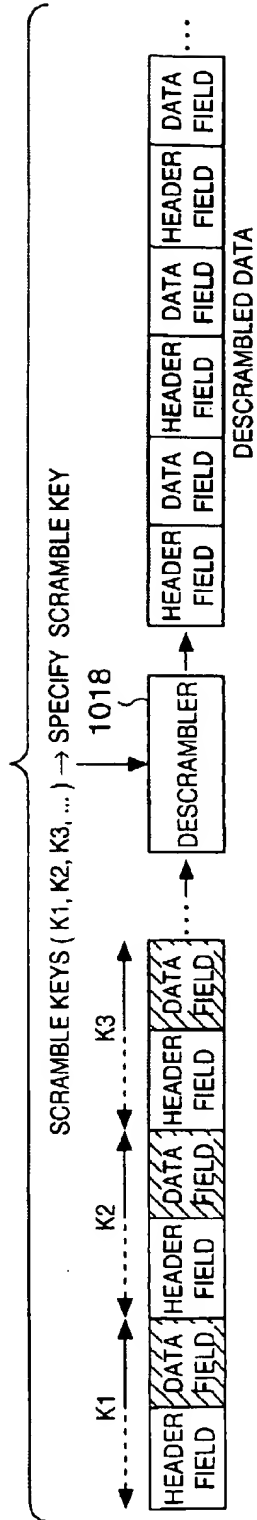 SCRAMBLE KEYS ( K1, K2, K3, ... ) → SPECIFY SCRAMBLE KEY
1018
K1
K2
K3
HEADER FIELD
DATA FIELD
HEADER FIELD
DATA FIELD
HEADER FIELD
DATA FIELD
....
DESCRAMBLER
HEADER FIELD
DATA FIELD
HEADER FIELD
DATA FIELD
HEADER FIELD
DATA FIELD
...
DESCRAMBLED DATA